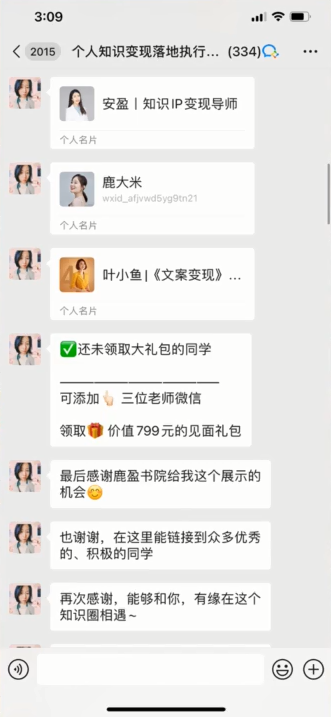 3:09
2015
个人知识变现落地执行... (334)
安盈丨知识IP变现导师
个人名片
鹿大米
wxid_afjvwd5yg9tn21
个人名片
叶小鱼|《文案变现》...
个人名片
✅还未领取大礼包的同学
____________________
可添加👆🏻 三位老师微信
领取🎁 价值799元的见面礼包
最后感谢鹿盈书院给我这个展示的
机会😊
也谢谢，在这里能链接到众多优秀
的、积极的同学
再次感谢，能够和你，有缘在这个
知识圈相遇~